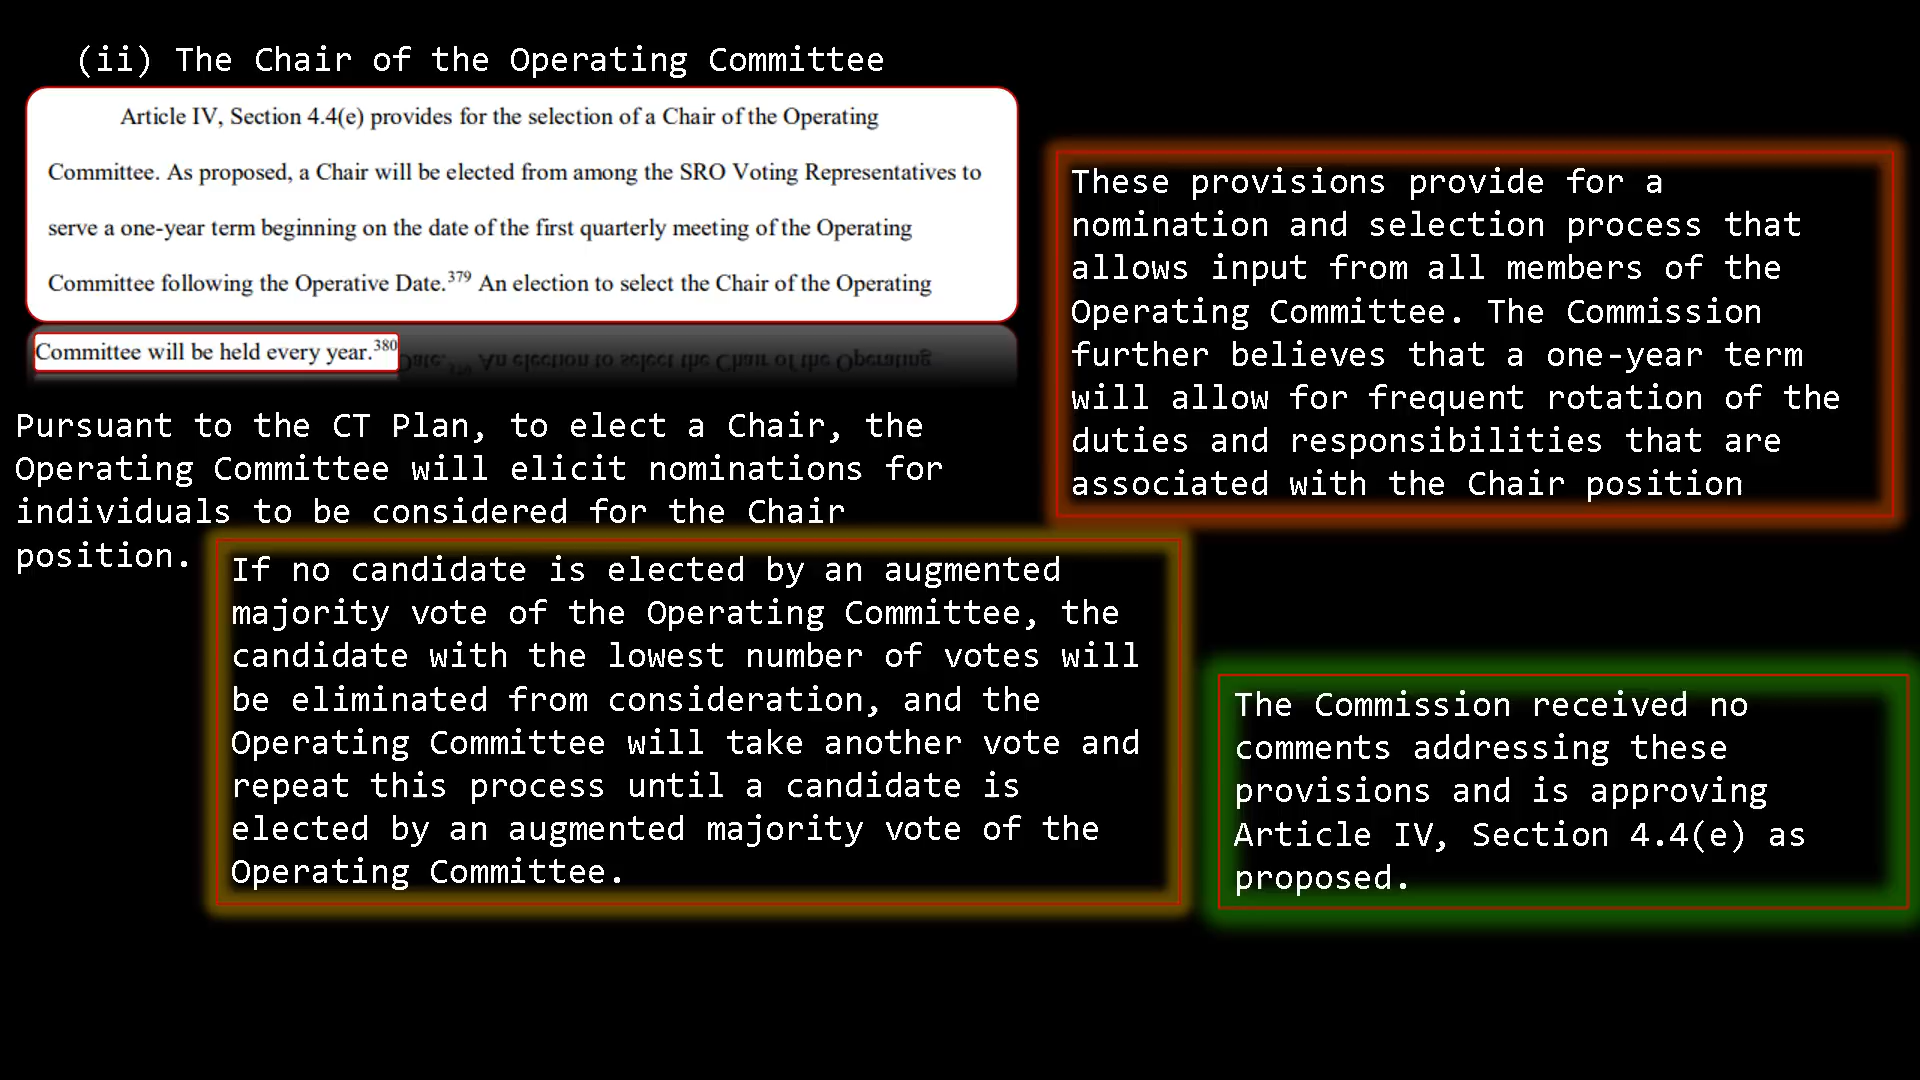 (ii) The Chair of the Operating Committee
Article IV, Section 4.4(e) provides for the selection of a Chair of the Operating
Committee. As proposed, a Chair will be elected from among the SRO Voting Representatives to
serve a one-year term beginning on the date of the first quarterly meeting of the Operating
Committee following the Operative Date.379 An election to select the Chair of the Operating
Committee will be held every year.380
Pursuant to the CT Plan, to elect a Chair, the
Operating Committee will elicit nominations for
individuals to be considered for the Chair
position.
If no candidate is elected by an augmented
majority vote of the Operating Committee, the
candidate with the lowest number of votes will
be eliminated from consideration, and the
Operating Committee will take another vote and
repeat this process until a candidate is
elected by an augmented majority vote of the
Operating Committee.
These provisions provide for a
nomination and selection process that
allows input from all members of the
Operating Committee. The Commission
further believes that a one-year term
will allow for frequent rotation of the
duties and responsibilities that are
associated with the Chair position
The Commission received no
comments addressing these
provisions and is approving
Article IV, Section 4.4(e) as
proposed.